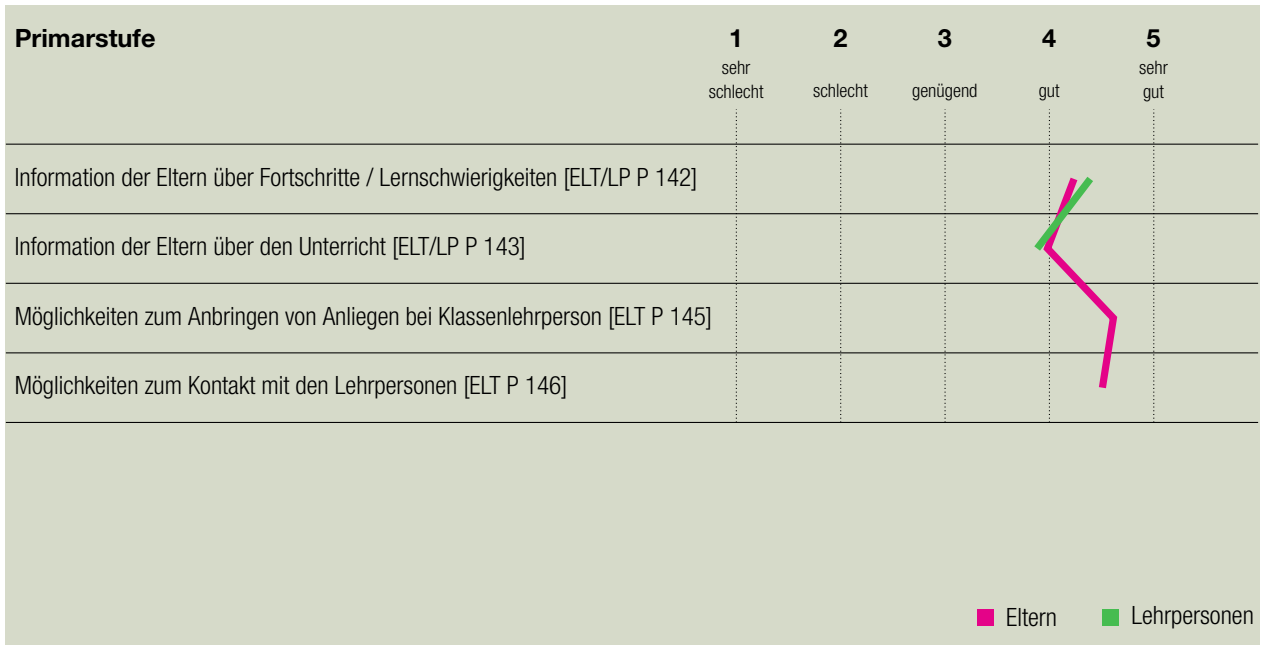 Primarstufe 1 2 3 4 5
sehr schlecht schlecht genügend gut sehr gut
Information der Eltern über Fortschritte / Lernschwierigkeiten [ELT/LP P 142]
Information der Eltern über den Unterricht [ELT/LP P 143]
Möglichkeiten zum Anbringen von Anliegen bei Klassenlehrperson [ELT P 145]
Möglichkeiten zum Kontakt mit den Lehrpersonen [ELT P 146]
Eltern Lehrpersonen